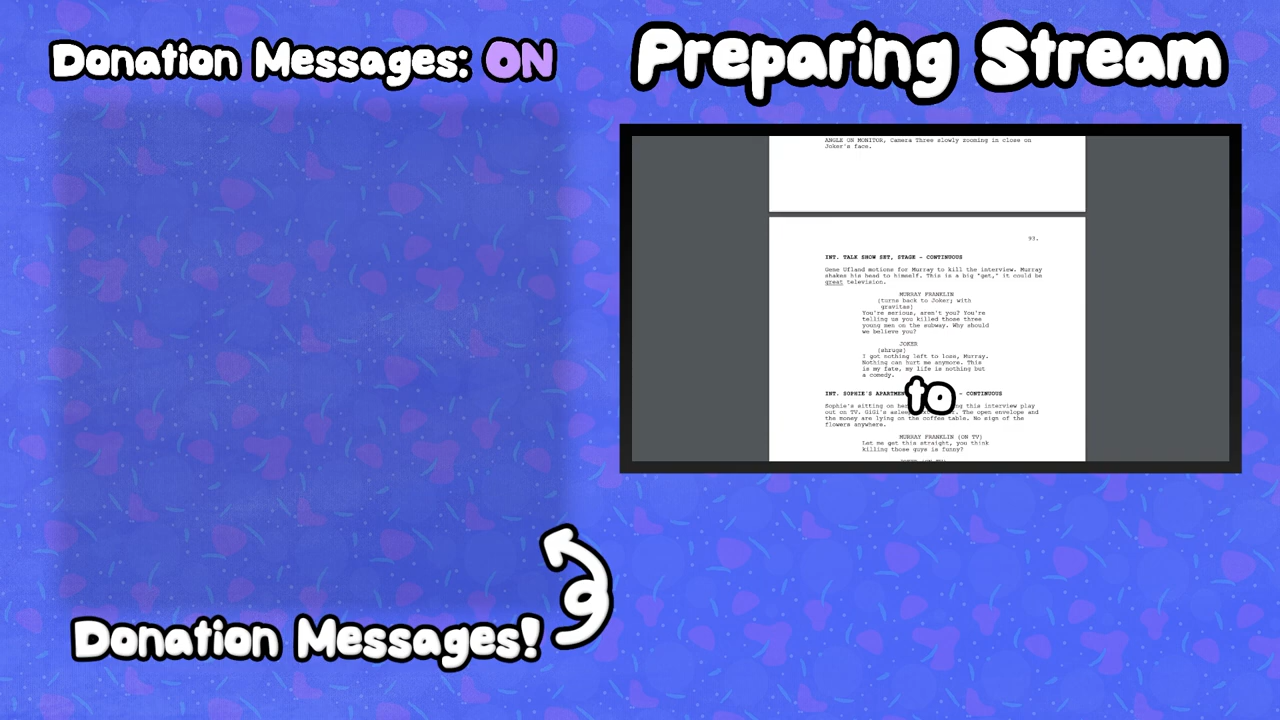 Donation Messages: ON
Preparing Stream
ANGLE ON MONITOR, Camera Three slowly zooming in close on
Joker's face.
93.
INT. TALK SHOW SET, STAGE - CONTINUOUS
Gene Ufland motions for Murray to kill the interview. Murray
shakes his head to himself. This is a big "get," it could be
great television.
MURRAY FRANKLIN
(turns back to Joker; with
gravitas)
You're serious, aren't you? You're
telling us you killed those three
young men on the subway. Why should
we believe you?
JOKER
(shrugs)
I got nothing left to lose, Murray.
Nothing can hurt me anymore. This
is my fate, my life is nothing but
a comedy.
to
INT. SOPHIE'S - CONTINUOUS
Sophie's sitting on this interview play
out on TV. GiGi's The open envelope and
the money are lying on the coffee table. No sign of the
flowers anywhere.
MURRAY FRANKLIN (ON TV)
Let me get this straight, you think
killing those guys is funny?
Donation Messages!